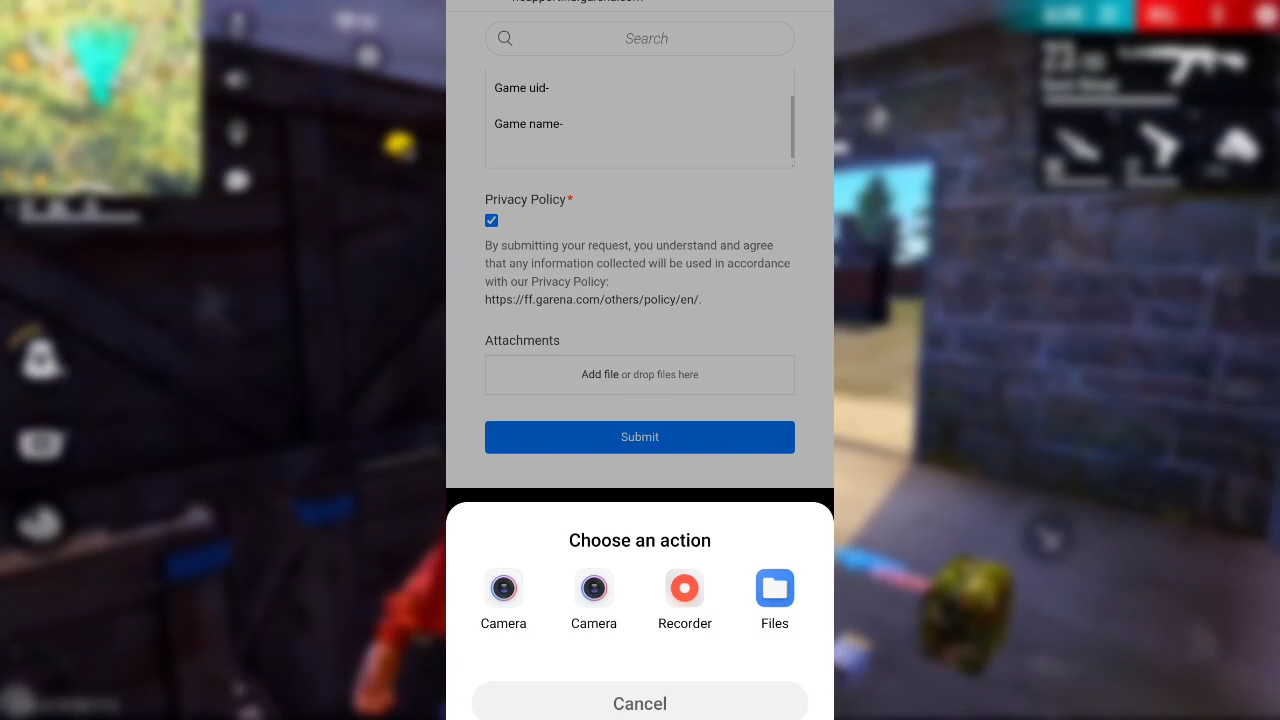 Search
Game uid-
Game name-
Privacy Policy*
By submitting your request, you understand and agree
that any information collected will be used in accordance
with our Privacy Policy:
https://ff.garena.com/others/policy/en/.
Attachments
Add file or drop files here
Submit
Choose an action
Camera
Camera
Recorder
Files
Cancel